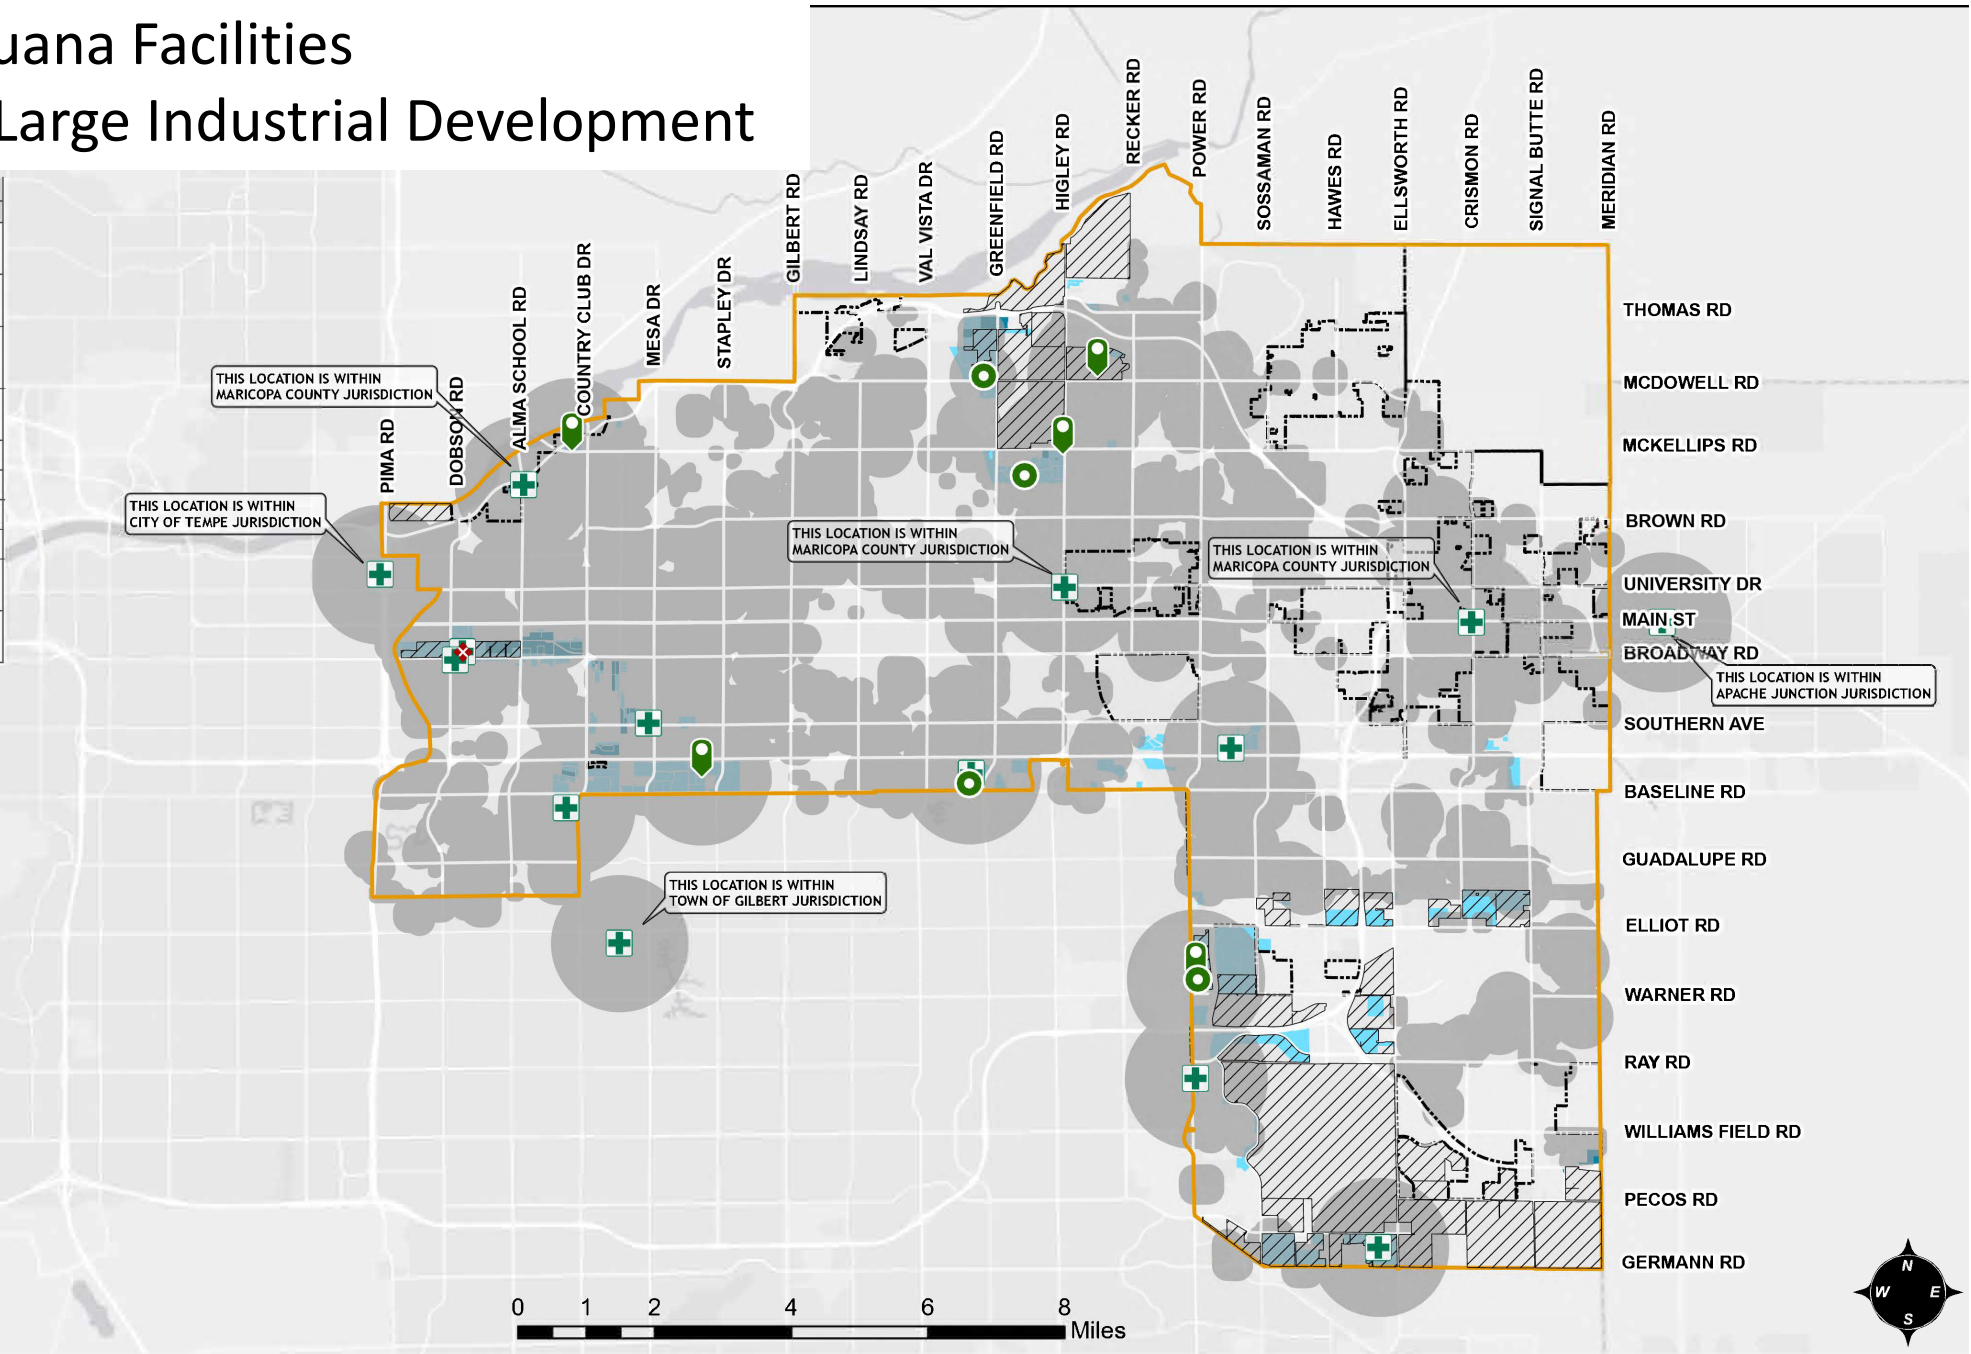 uana Facilities
Large Industrial Development
PIMA RD
DOBSON RD
ALMA SCHOOL RD
COUNTRY CLUB DR
MESA DR
STAPLEY DR
GILBERT RD
LINDSAY RD
VAL VISTA DR
GREENFIELD RD
HIGLEY RD
RECKER RD
POWER RD
SOSSAMAN RD
HAWES RD
ELLSWORTH RD
CRISMON RD
SIGNAL BUTTE RD
MERIDIAN RD
THOMAS RD
MCDOWELL RD
MCKELLIPS RD
BROWN RD
UNIVERSITY DR
MAIN ST
BROADWAY RD
SOUTHERN AVE
BASELINE RD
GUADALUPE RD
ELLIOT RD
WARNER RD
RAY RD
WILLIAMS FIELD RD
PECOS RD
GERMANN RD
THIS LOCATION IS WITHIN
MARICOPA COUNTY JURISDICTION
THIS LOCATION IS WITHIN
CITY OF TEMPE JURISDICTION
THIS LOCATION IS WITHIN
MARICOPA COUNTY JURISDICTION
THIS LOCATION IS WITHIN
MARICOPA COUNTY JURISDICTION
THIS LOCATION IS WITHIN
APACHE JUNCTION JURISDICTION
THIS LOCATION IS WITHIN
TOWN OF GILBERT JURISDICTION
0 1 2 4 6 8
Miles
N
W E
S